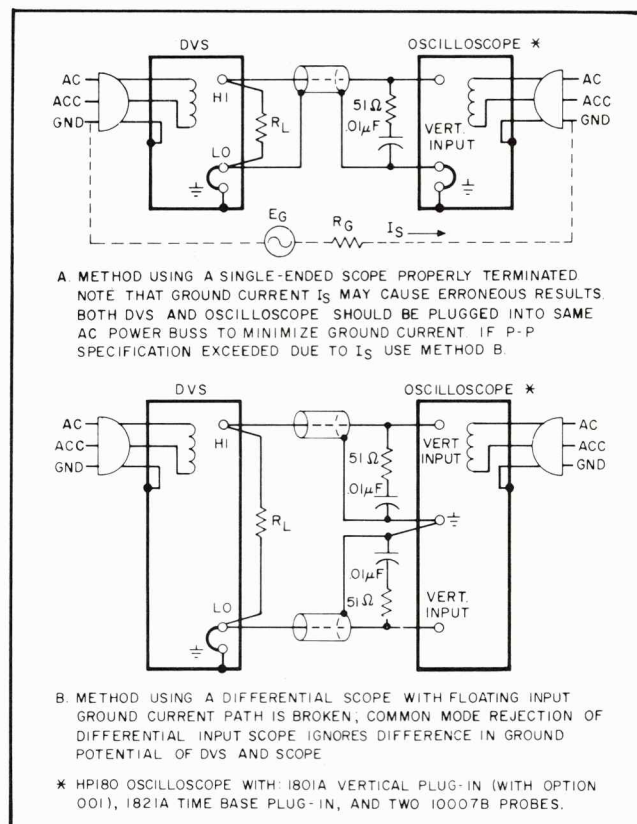 DVS
OSCILLOSCOPE *
AC
ACC
GND
HI
RL
LO
51Ω
.01µF
VERT.
INPUT
AC
ACC
GND
EG
RG
IS
A. METHOD USING A SINGLE-ENDED SCOPE PROPERLY TERMINATED
NOTE THAT GROUND CURRENT IS MAY CAUSE ERRONEOUS RESULTS.
BOTH DVS AND OSCILLOSCOPE SHOULD BE PLUGGED INTO SAME
AC POWER BUSS TO MINIMIZE GROUND CURRENT. IF P-P
SPECIFICATION EXCEEDED DUE TO IS USE METHOD B.
DVS
OSCILLOSCOPE *
AC
ACC
GND
HI
RL
LO
51Ω
.01µF
.01µF
51Ω
VERT.
INPUT
VERT.
INPUT
AC
ACC
GND
B. METHOD USING A DIFFERENTIAL SCOPE WITH FLOATING INPUT
GROUND CURRENT PATH IS BROKEN; COMMON MODE REJECTION OF
DIFFERENTIAL INPUT SCOPE IGNORES DIFFERENCE IN GROUND
POTENTIAL OF DVS AND SCOPE
* HP180 OSCILLOSCOPE WITH: 1801A VERTICAL PLUG-IN (WITH OPTION
001), 1821A TIME BASE PLUG-IN, AND TWO 10007B PROBES.